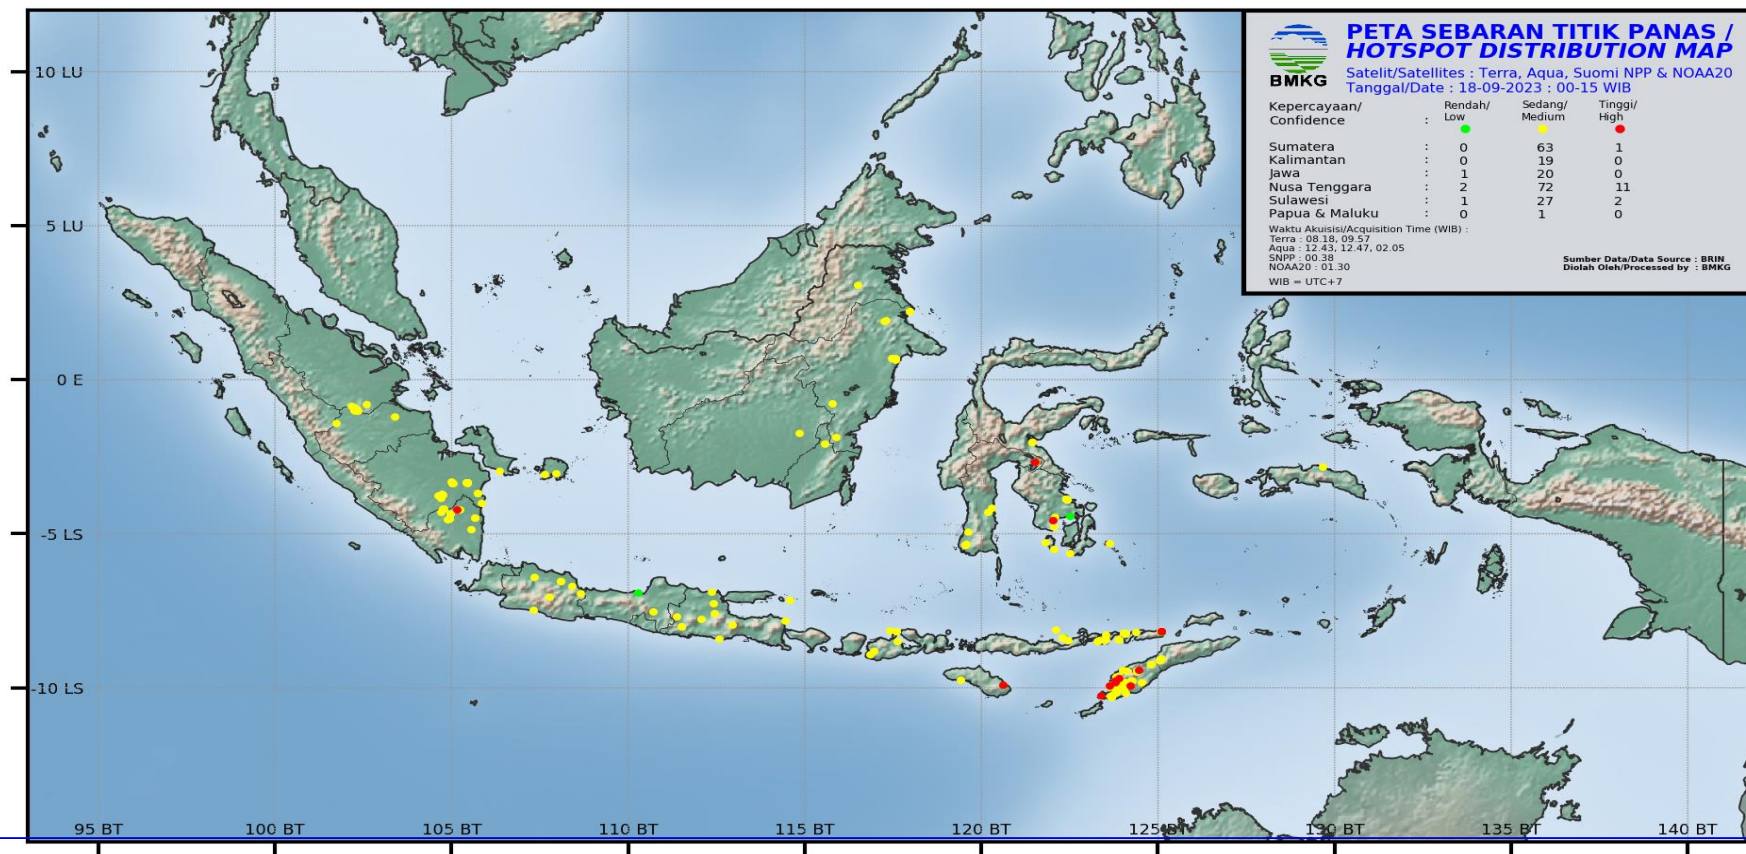 PETA SEBARAN TITIK PANAS /
HOTSPOT DISTRIBUTION MAP
BMKG
Satelit/Satellites : Terra, Aqua, Suomi NPP & NOAA20
Tanggal/Date : 18-09-2023 : 00-15 WIB
Kepercayaan/ Rendah/ Sedang/ Tinggi/
Confidence : Low Medium High
Sumatera : 0 63 1
Kalimantan : 0 19 0
Jawa : 1 20 0
Nusa Tenggara : 2 72 11
Sulawesi : 1 27 2
Papua & Maluku : 0 1 0
Waktu Akuisisi/Acquisition Time (WIB) :
Terra : 08.18, 09.57
Aqua : 12.43, 12.47, 02.05
SNPP : 00.38
NOAA20 : 01.30
WIB = UTC+7
Sumber Data/Data Source : BRIN
Diolah Oleh/Processed by : BMKG
10 LU
5 LU
0 E
-5 LS
-10 LS
95 BT 100 BT 105 BT 110 BT 115 BT 120 BT 125 BT 130 BT 135 BT 140 BT